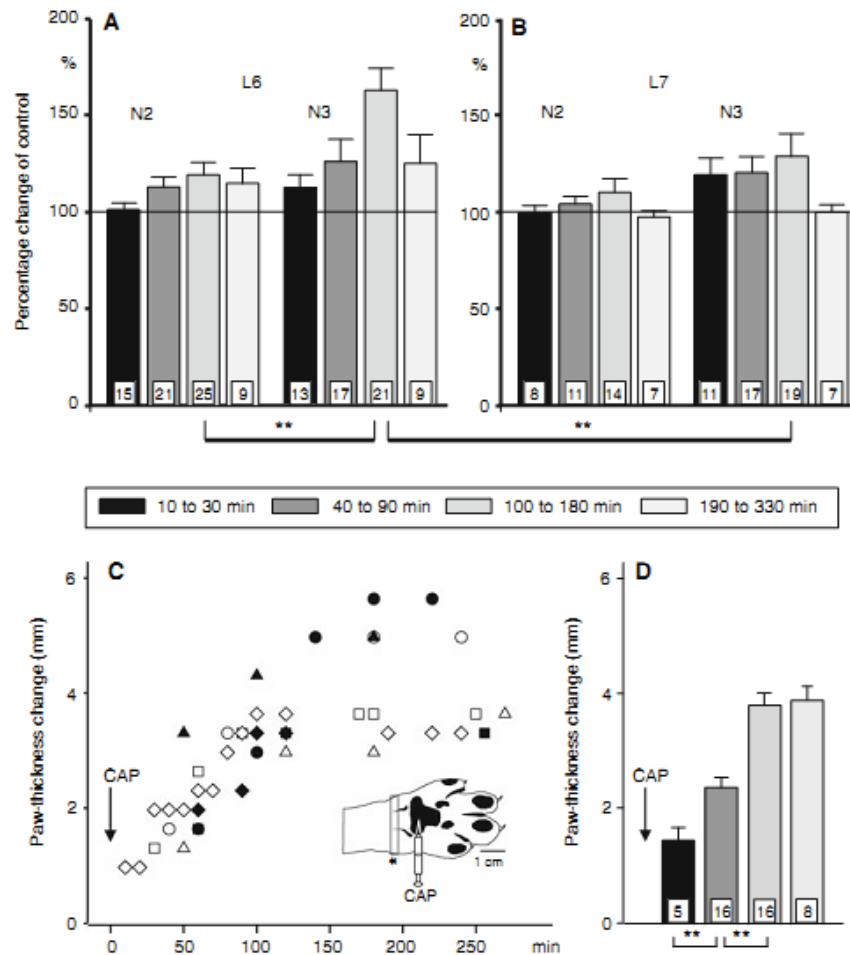 A
B
200
%
150
100
50
0
Percentage change of control
L6
N2
N3
15
21
25
9
13
17
21
9
**
200
%
150
100
50
0
L7
N2
N3
8
11
14
7
11
17
19
7
**
10 to 30 min
40 to 90 min
100 to 180 min
190 to 330 min
C
6
4
2
0
Paw-thickness change (mm)
CAP
*
1 cm
CAP
0
50
100
150
200
250
min
D
6
4
2
0
Paw-thickness change (mm)
CAP
5
16
16
8
**
**